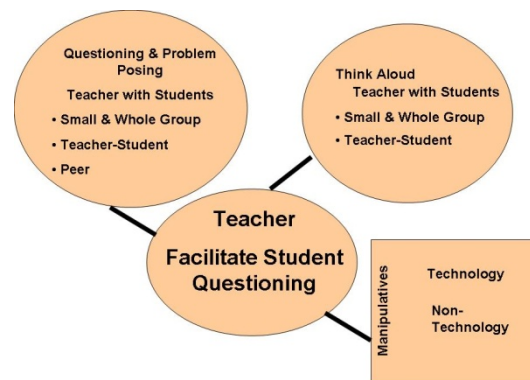 Questioning & Problem
Posing
Teacher with Students
• Small & Whole Group
• Teacher-Student
• Peer
Think Aloud
Teacher with Students
• Small & Whole Group
• Teacher-Student
Teacher
Facilitate Student
Questioning
Manipulatives
Technology
Non-
Technology